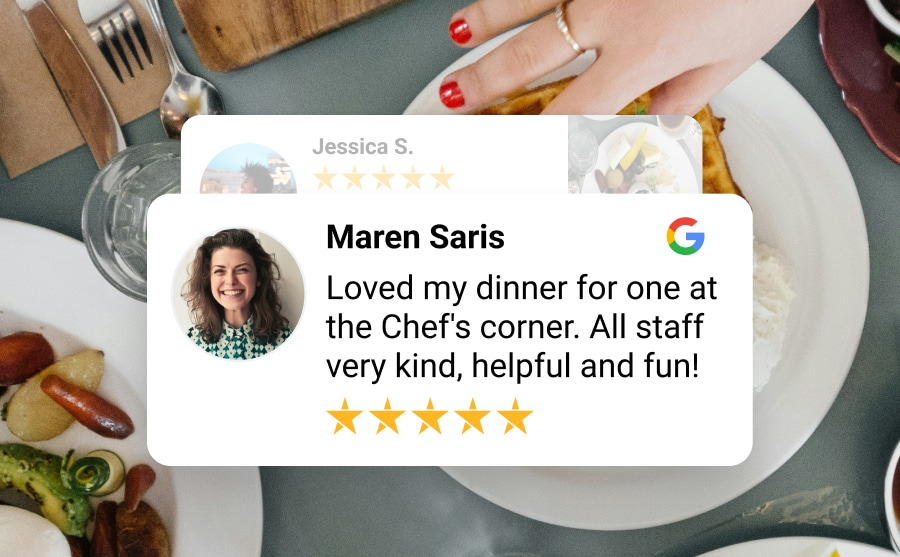 Jessica S.
Maren Saris
Loved my dinner for one at
the Chef's corner. All staff
very kind, helpful and fun!